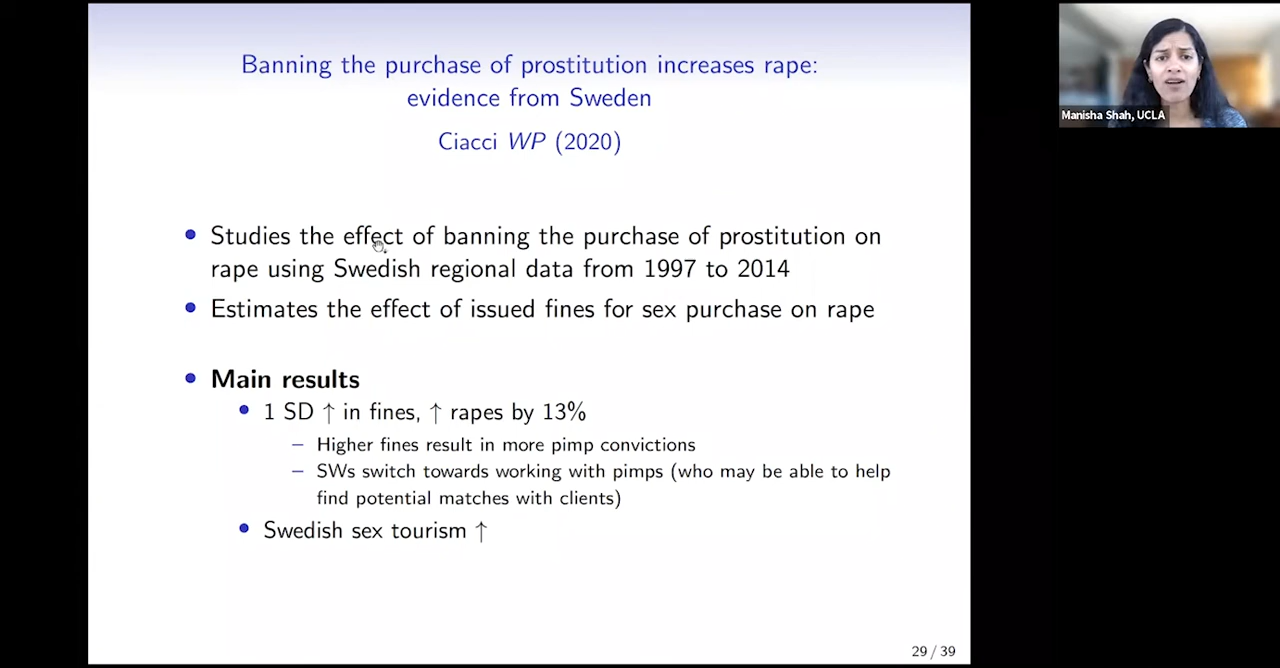 Banning the purchase of prostitution increases rape:
evidence from Sweden
Ciacci WP (2020)
• Studies the effect of banning the purchase of prostitution on
rape using Swedish regional data from 1997 to 2014
• Estimates the effect of issued fines for sex purchase on rape
• Main results
• 1 SD ↑ in fines, ↑ rapes by 13%
– Higher fines result in more pimp convictions
– SWs switch towards working with pimps (who may be able to help
find potential matches with clients)
• Swedish sex tourism ↑
29 / 39
Manisha Shah, UCLA